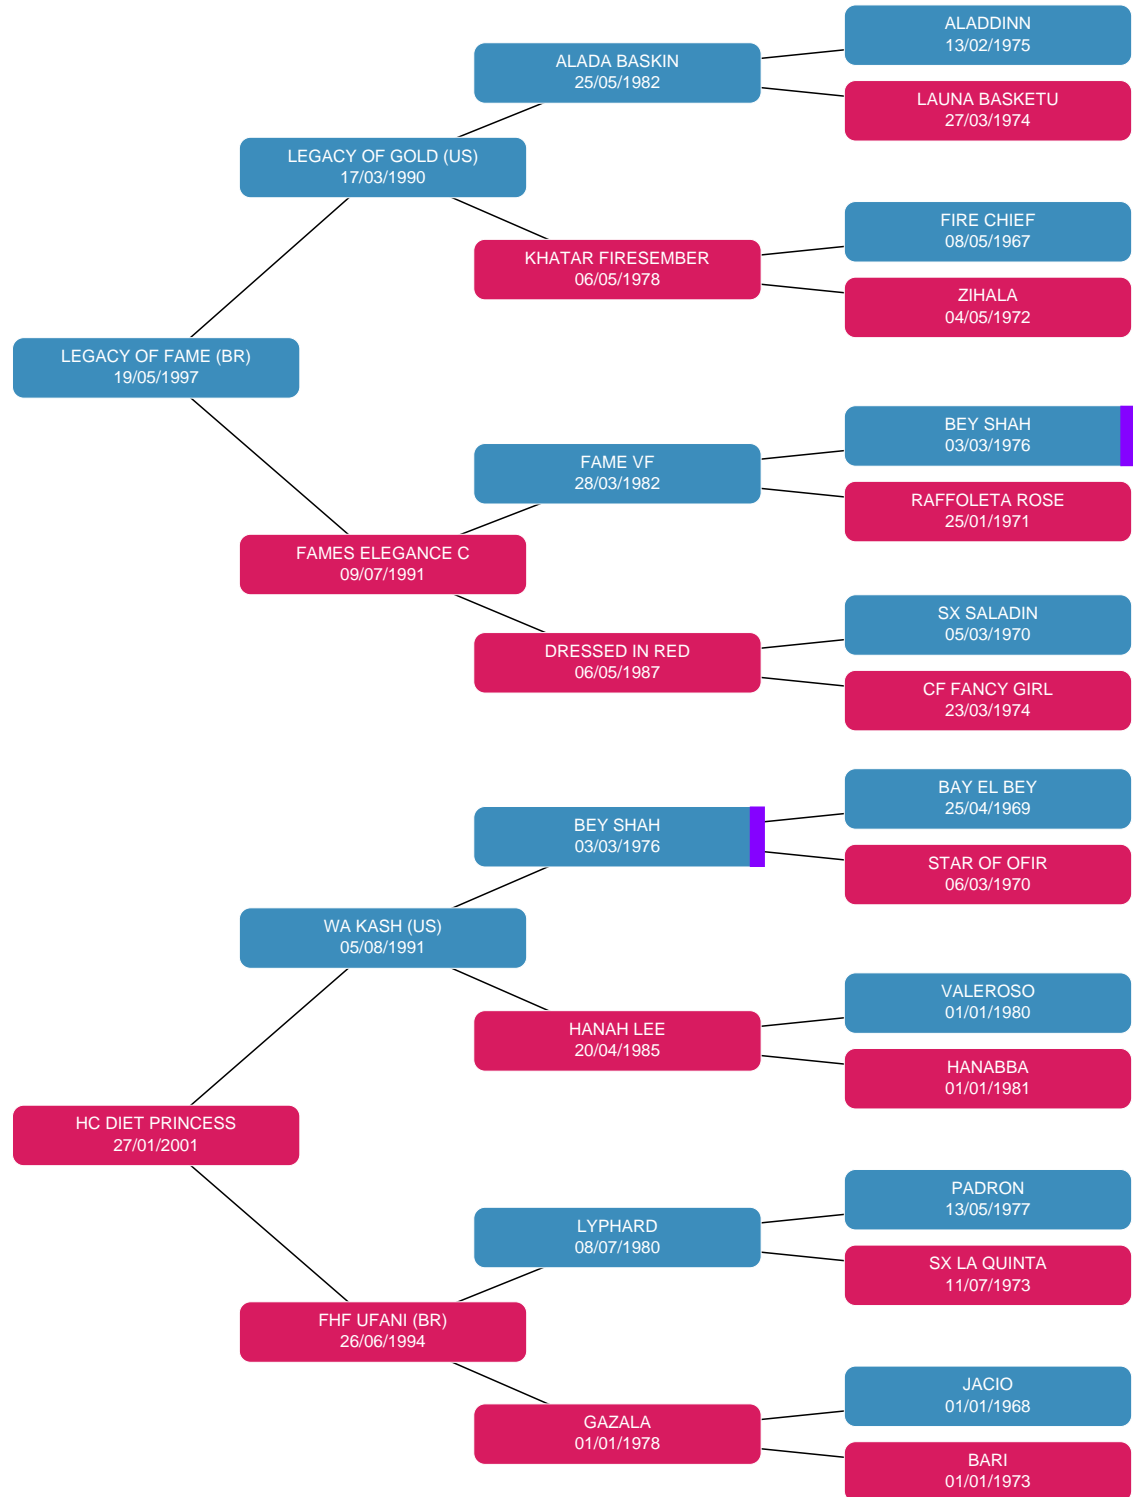 ALADDINN
13/02/1975
ALADA BASKIN
25/05/1982
LAUNA BASKETU
27/03/1974
LEGACY OF GOLD (US)
17/03/1990
FIRE CHIEF
08/05/1967
KHATAR FIRESEMBER
06/05/1978
ZIHALA
04/05/1972
LEGACY OF FAME (BR)
19/05/1997
BEY SHAH
03/03/1976
FAME VF
28/03/1982
RAFFOLETA ROSE
25/01/1971
FAMES ELEGANCE C
09/07/1991
SX SALADIN
05/03/1970
DRESSED IN RED
06/05/1987
CF FANCY GIRL
23/03/1974
BAY EL BEY
25/04/1969
BEY SHAH
03/03/1976
STAR OF OFIR
06/03/1970
WA KASH (US)
05/08/1991
VALEROSO
01/01/1980
HANAH LEE
20/04/1985
HANABBA
01/01/1981
HC DIET PRINCESS
27/01/2001
PADRON
13/05/1977
LYPHARD
08/07/1980
SX LA QUINTA
11/07/1973
FHF UFANI (BR)
26/06/1994
JACIO
01/01/1968
GAZALA
01/01/1978
BARI
01/01/1973